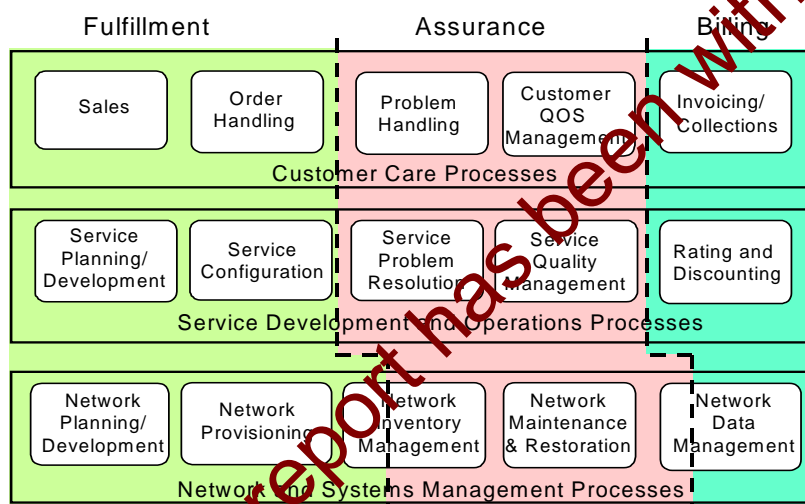 Fulfillment
Assurance
Billing
Sales
Order
Handling
Problem
Handling
Customer
QOS
Management
Invoicing/
Collections
Customer Care Processes
Service
Planning/
Development
Service
Configuration
Service
Problem
Resolution
Service
Quality
Management
Rating and
Discounting
Service Development and Operations Processes
Network
Planning/
Development
Network
Provisioning
Network
Inventory
Management
Network
Maintenance
& Restoration
Network
Data
Management
Network and Systems Management Processes
report has been with